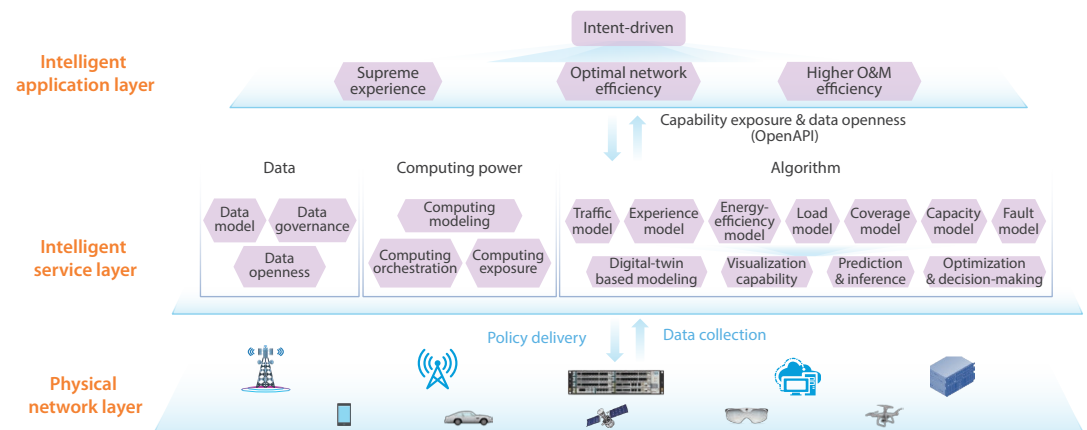 Intent-driven
Intelligent
application layer
Supreme
experience
Optimal network
efficiency
Higher O&M
efficiency
Capability exposure & data openness
(OpenAPI)
Data
Computing power
Algorithm
Intelligent
service layer
Data
model
Data
governance
Data
openness
Computing
modeling
Computing
orchestration
Computing
exposure
Traffic
model
Experience
model
Energy-
efficiency
model
Load
model
Coverage
model
Capacity
model
Fault
model
Digital-twin
based modeling
Visualization
capability
Prediction
& inference
Optimization
& decision-making
Policy delivery
Data collection
Physical
network layer